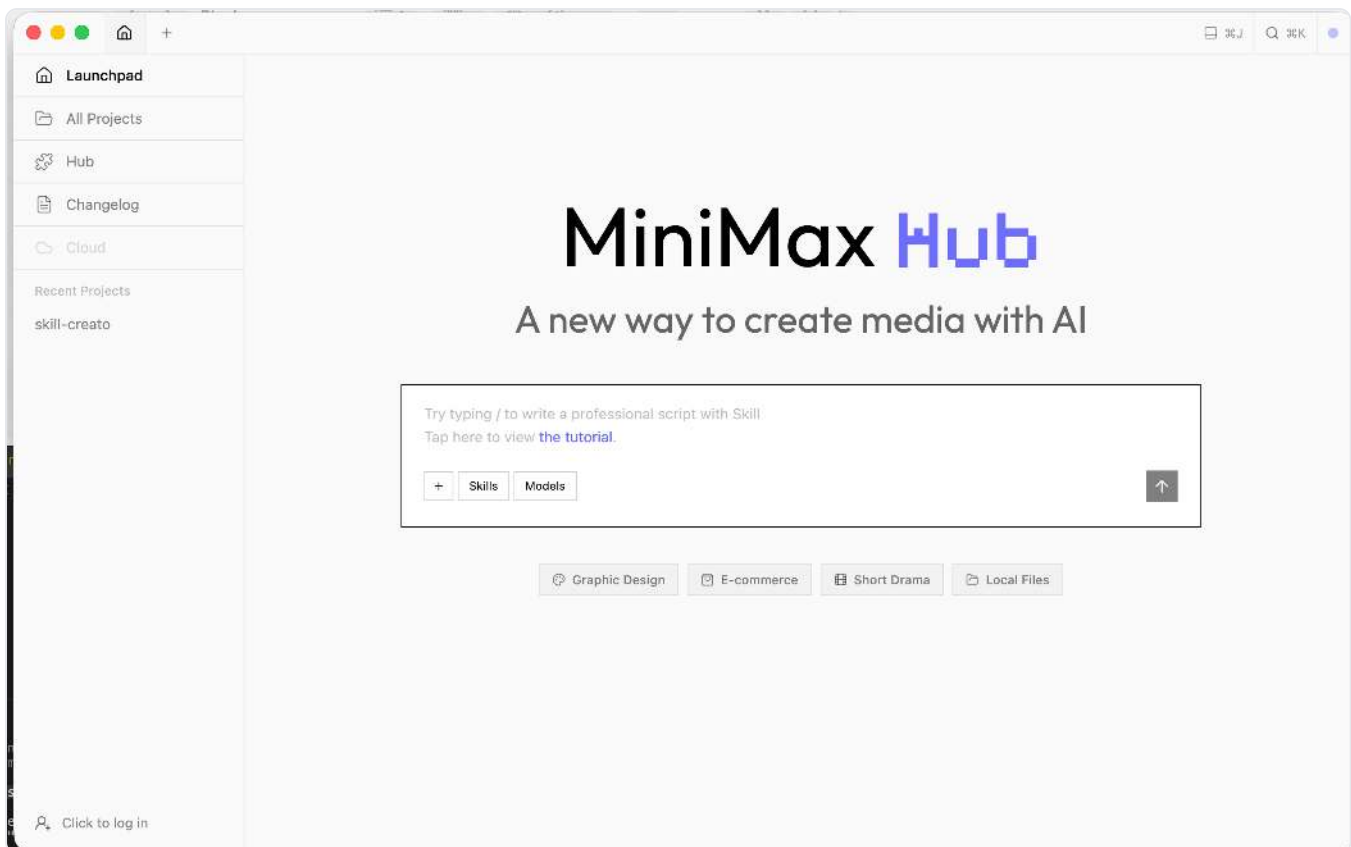 ⌘J
⌘K
Launchpad
All Projects
Hub
Changelog
Cloud
Recent Projects
skill-creato
Click to log in
MiniMax Hub
A new way to create media with AI
Try typing / to write a professional script with Skill
Tap here to view the tutorial.
+ Skills Models
Graphic Design E-commerce Short Drama Local Files